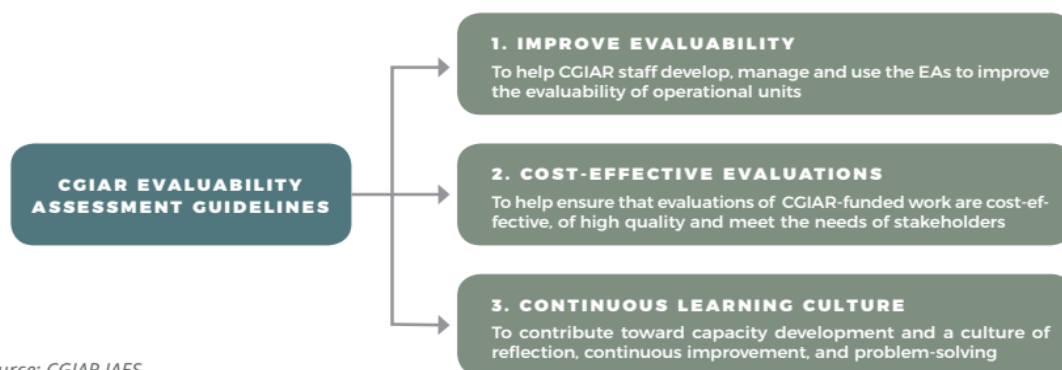 1. IMPROVE EVALUABILITY
To help CGIAR staff develop, manage and use the EAs to improve
the evaluability of operational units
CGIAR EVALUABILITY
ASSESSMENT GUIDELINES
2. COST-EFFECTIVE EVALUATIONS
To help ensure that evaluations of CGIAR-funded work are cost-ef-
fective, of high quality and meet the needs of stakeholders
3. CONTINUOUS LEARNING CULTURE
To contribute toward capacity development and a culture of
reflection, continuous improvement, and problem-solving
CGIAR IAES